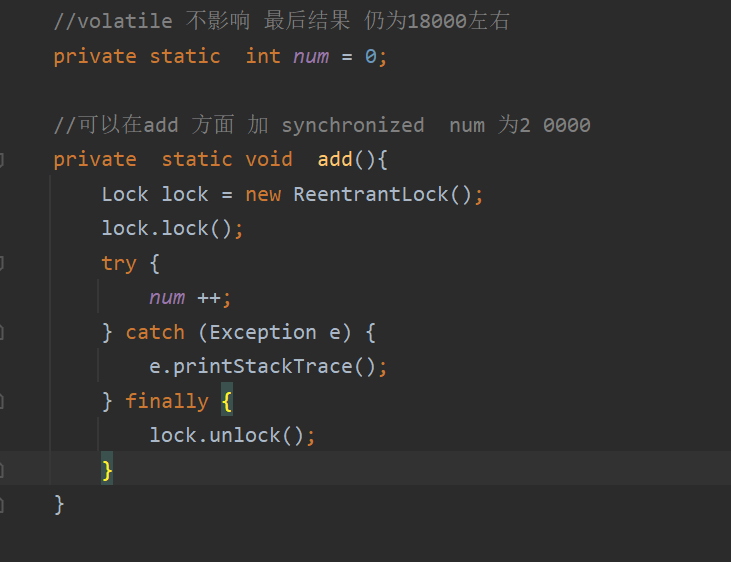 //volatile 不影响 最后结果 仍为18000左右
private static  int num = 0;
//可以在add 方面 加 synchronized  num 为2 0000
private  static void  add(){
Lock lock = new ReentrantLock();
lock.lock();
try {
num ++;
} catch (Exception e) {
e.printStackTrace();
} finally {
lock.unlock();
}
}